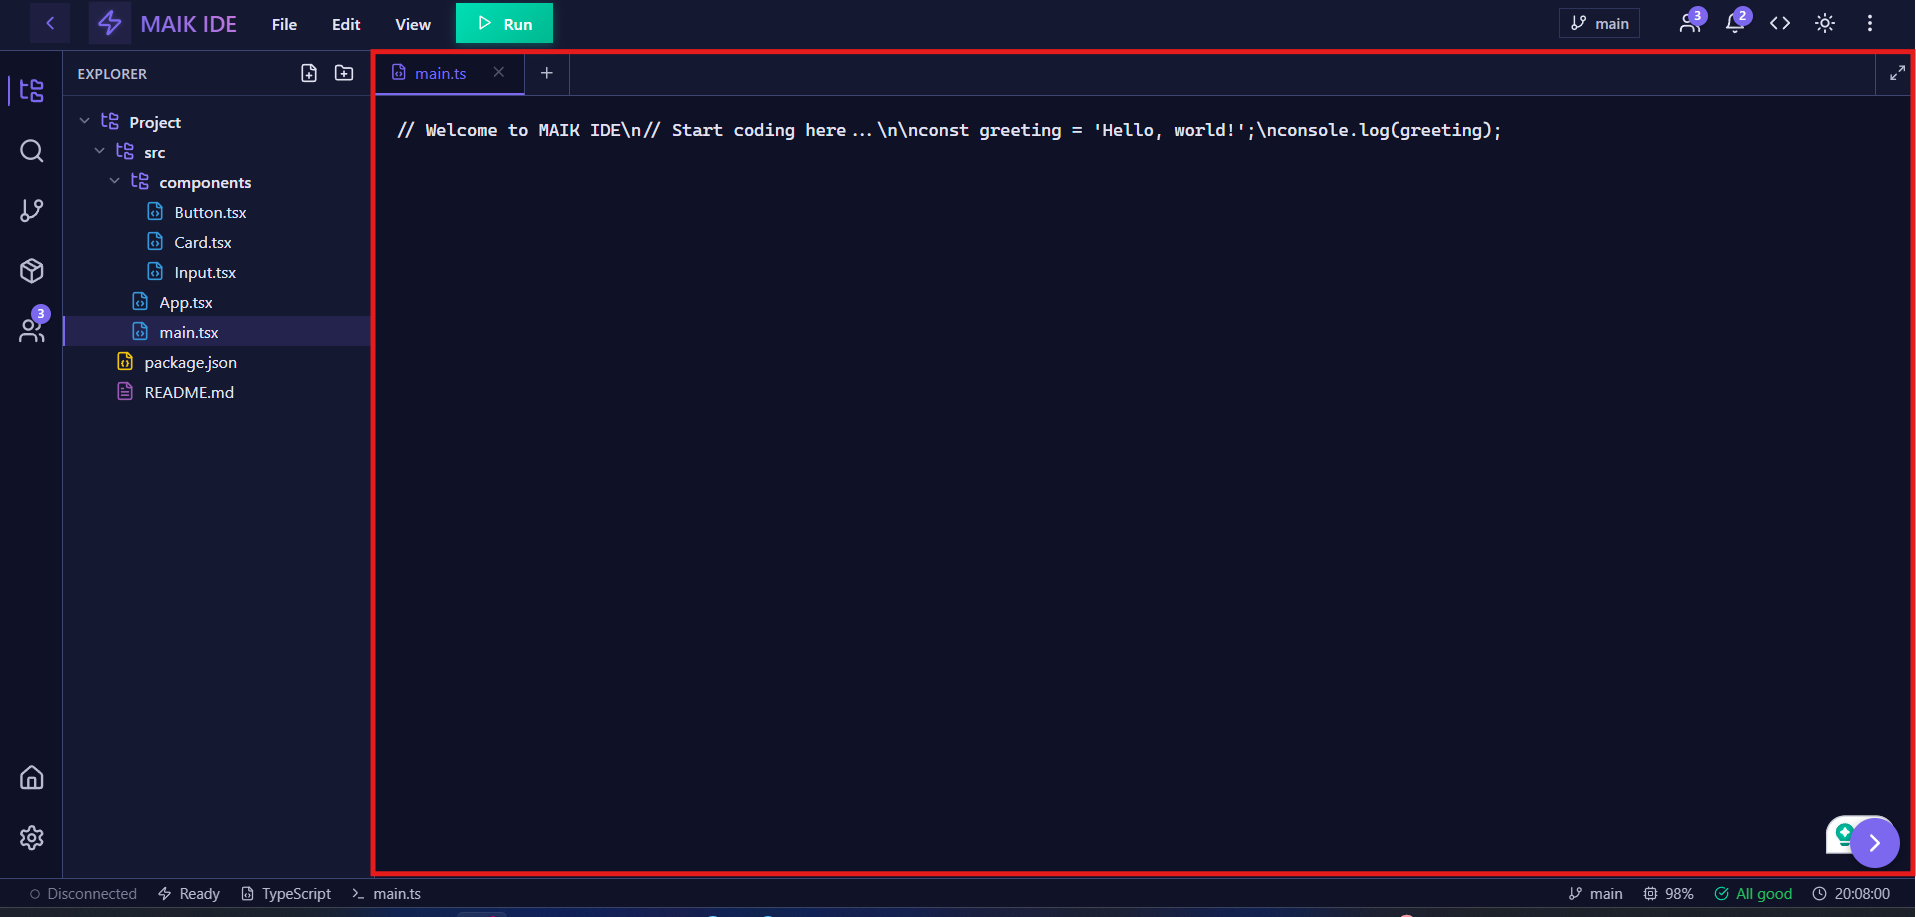 MAIK IDE
File
Edit
View
Run
main
3
2
EXPLORER
main.ts
Project
src
components
Button.tsx
Card.tsx
Input.tsx
App.tsx
main.tsx
package.json
README.md
3
// Welcome to MAIK IDE\n// Start coding here...\n\nconst greeting = 'Hello, world!';\nconsole.log(greeting);
Disconnected
Ready
TypeScript
main.ts
main
98%
All good
20:08:00